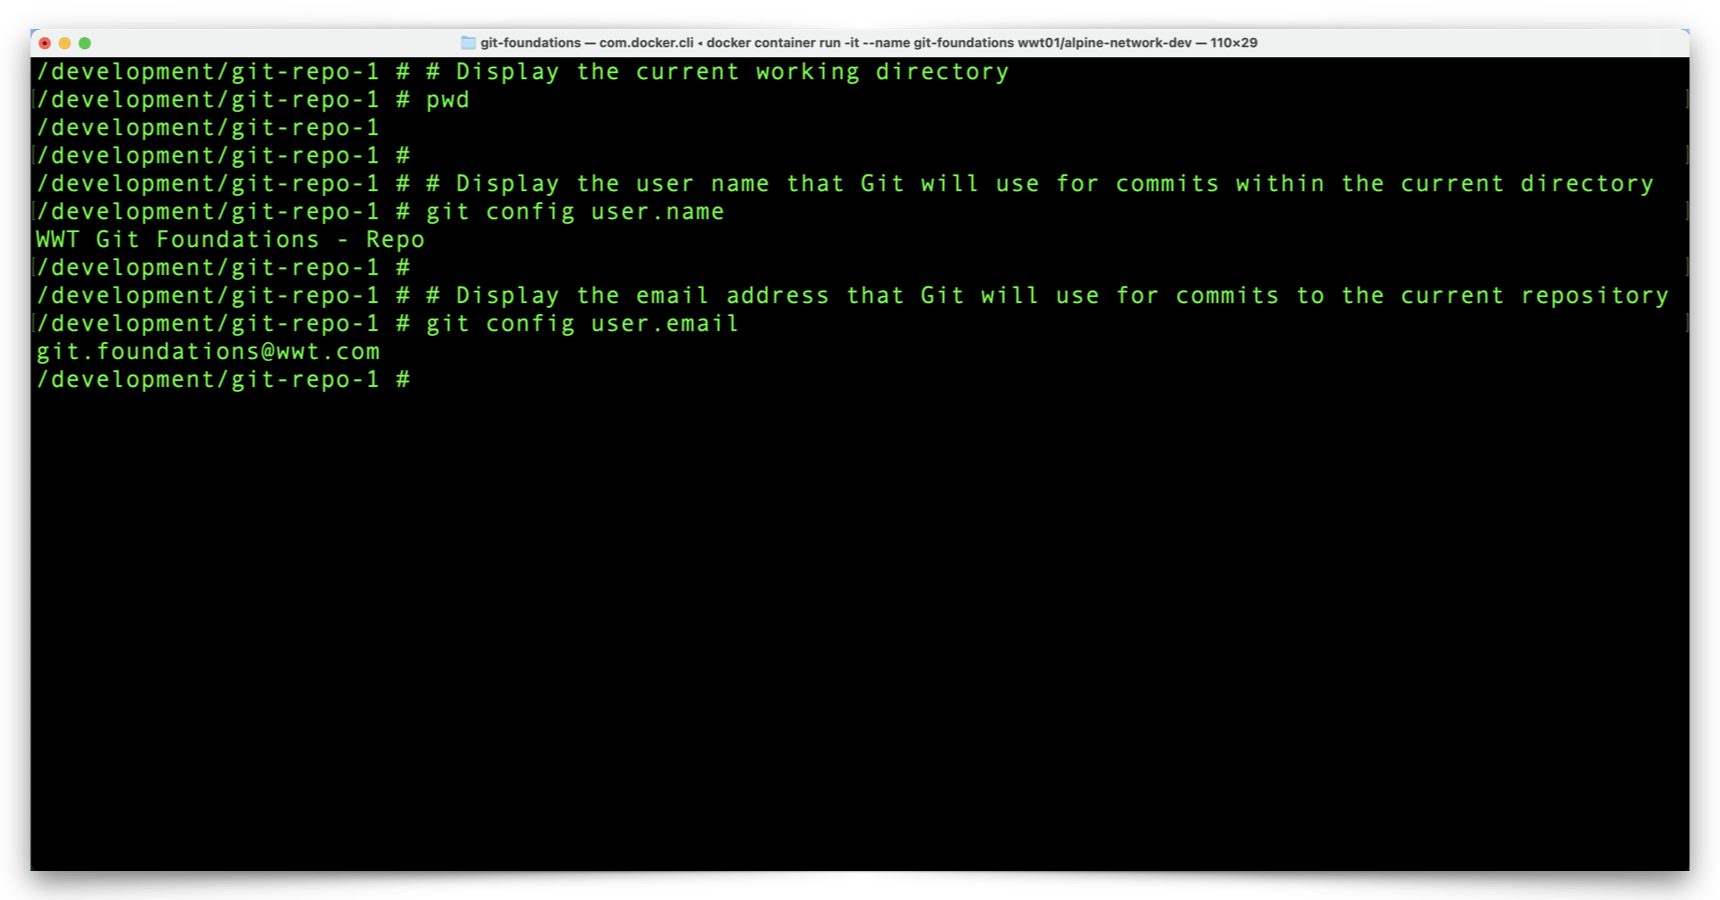 git-foundations — com.docker.cli ◂ docker container run -it --name git-foundations wwt01/alpine-network-dev — 110×29
/development/git-repo-1 # # Display the current working directory
[/development/git-repo-1 # pwd ]
/development/git-repo-1
[/development/git-repo-1 # ]
/development/git-repo-1 # # Display the user name that Git will use for commits within the current directory
[/development/git-repo-1 # git config user.name ]
WWT Git Foundations - Repo
[/development/git-repo-1 # ]
/development/git-repo-1 # # Display the email address that Git will use for commits to the current repository
[/development/git-repo-1 # git config user.email ]
git.foundations@wwt.com
/development/git-repo-1 #